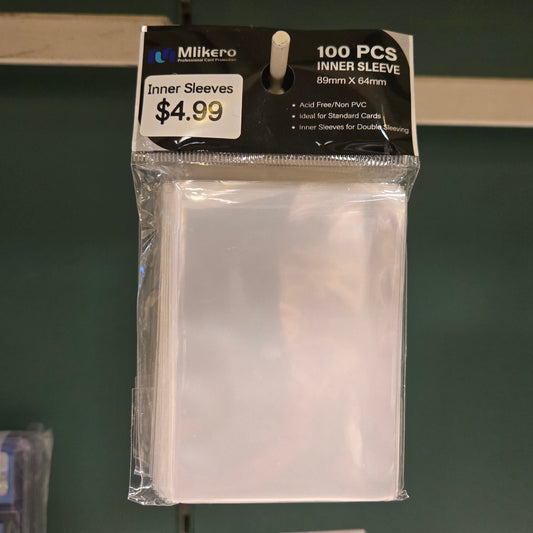 Mlikero
Professional Card Protection
Inner Sleeves
$4.99
100 PCS
INNER SLEEVE
89mm X 64mm
• Acid Free/Non PVC
• Ideal for Standard Cards
• Inner Sleeves for Double Sleeving